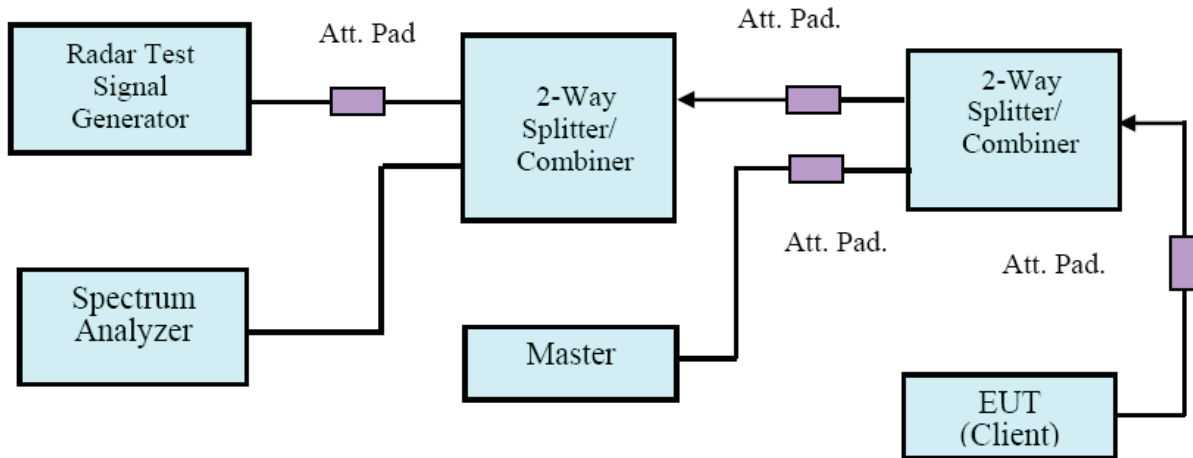 Att. Pad
Att. Pad.
Radar Test
Signal
Generator
2-Way
Splitter/
Combiner
2-Way
Splitter/
Combiner
Att. Pad.
Att. Pad.
Spectrum
Analyzer
Master
EUT
(Client)